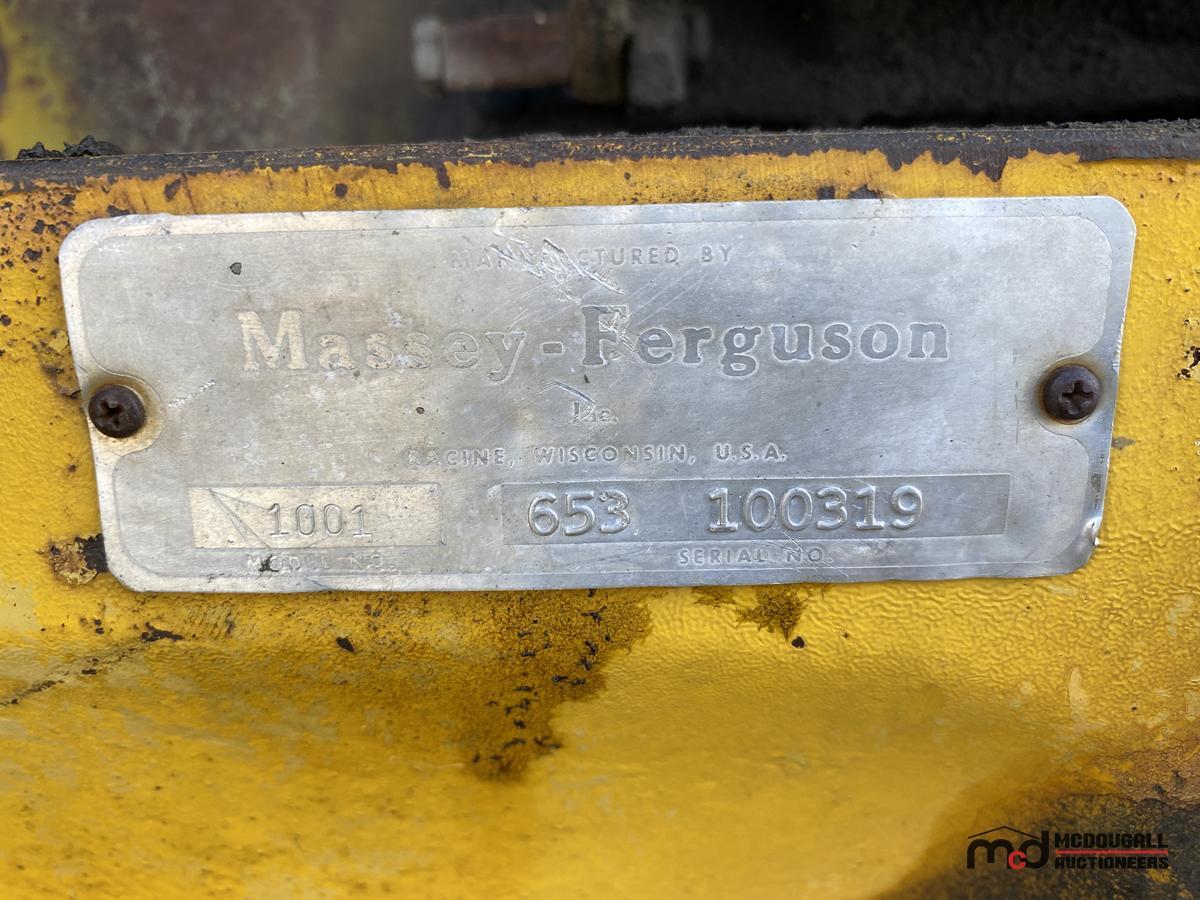 MANUFACTURED BY
Massey-Ferguson
Inc.
RACINE, WISCONSIN, U.S.A.
1001 653 100319
MODEL NO. SERIAL NO.
mcd MCDOUGALL
AUCTIONEERS